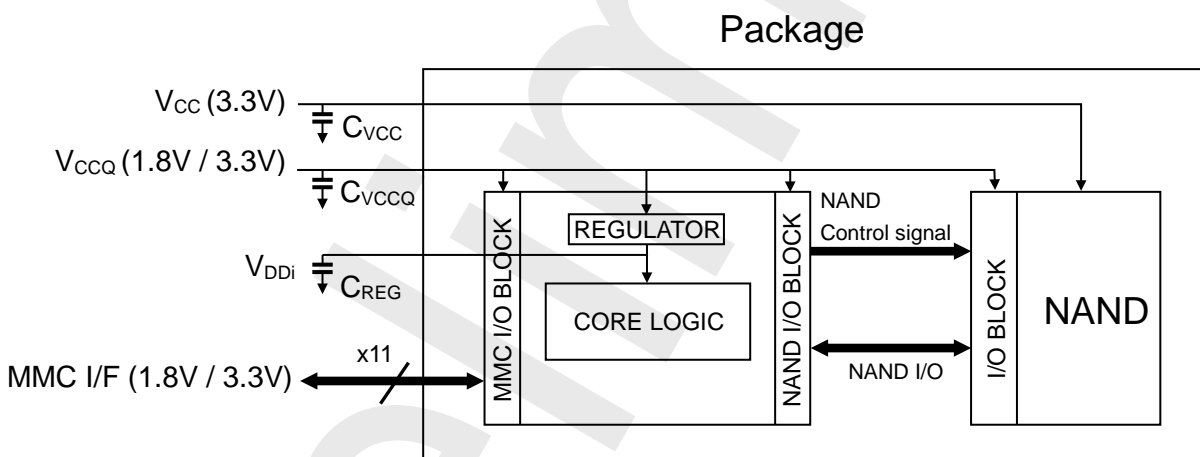 Package
VCC (3.3V)
CVCC
VCCQ (1.8V / 3.3V)
CVCCQ
VDDi
CREG
MMC I/F (1.8V / 3.3V)
x11
MMC I/O BLOCK
REGULATOR
CORE LOGIC
NAND I/O BLOCK
NAND
Control signal
NAND I/O
I/O BLOCK
NAND